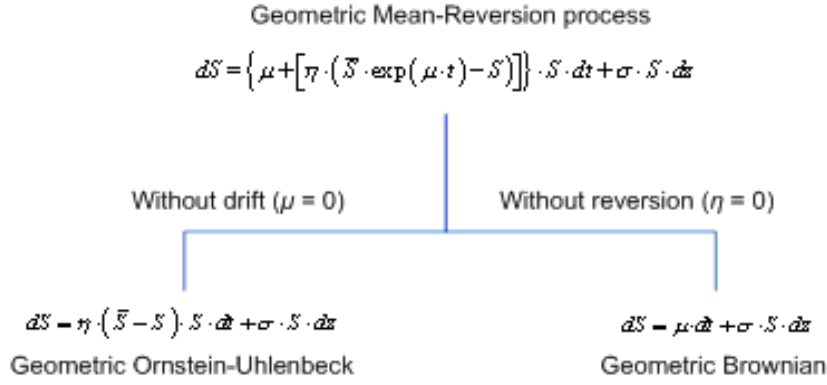 Geometric Mean-Reversion process
dS = { μ + [ η · ( S̅ · exp( μ · t ) − S ) ] } · S · dt + σ · S · dz
Without drift (μ = 0)
Without reversion (η = 0)
dS = η · ( S̅ − S ) · S · dt + σ · S · dz
dS = μ · dt + σ · S · dz
Geometric Ornstein-Uhlenbeck
Geometric Brownian